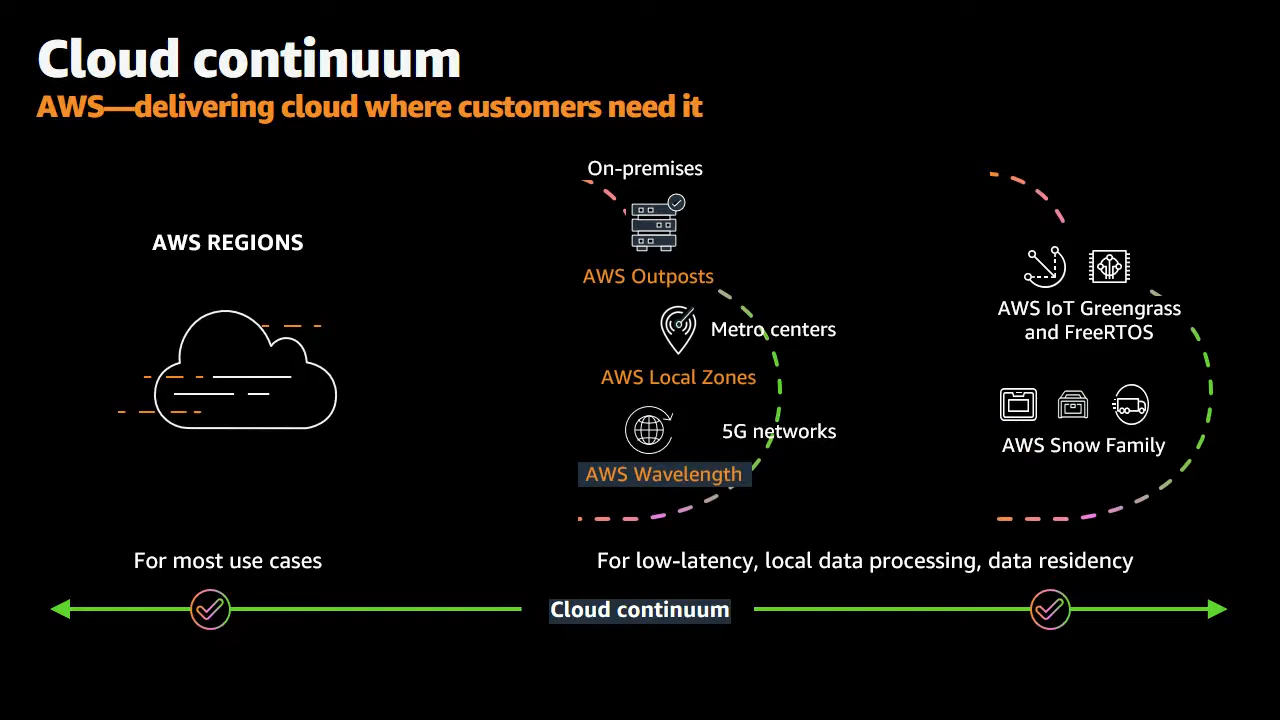 Cloud continuum
AWS—delivering cloud where customers need it
AWS REGIONS
For most use cases
On-premises
AWS Outposts
Metro centers
AWS Local Zones
5G networks
AWS Wavelength
AWS IoT Greengrass
and FreeRTOS
AWS Snow Family
For low-latency, local data processing, data residency
Cloud continuum